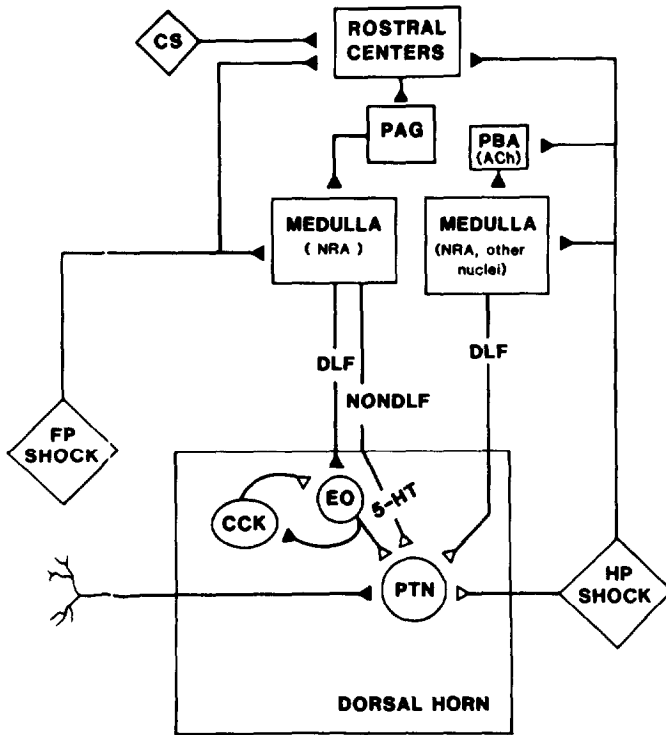 CS
ROSTRAL
CENTERS
PAG
PBA
(ACh)
MEDULLA
( NRA )
MEDULLA
(NRA, other
nuclei)
DLF
NONDLF
DLF
FP
SHOCK
EO
5-HT
CCK
PTN
HP
SHOCK
DORSAL HORN